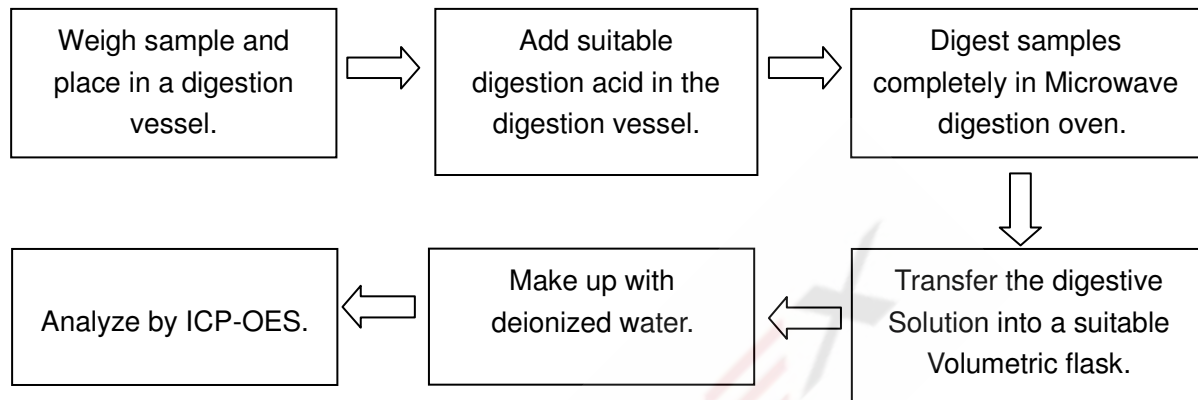 Weigh sample and
place in a digestion
vessel.
Add suitable
digestion acid in the
digestion vessel.
Digest samples
completely in Microwave
digestion oven.
Transfer the digestive
Solution into a suitable
Volumetric flask.
Make up with
deionized water.
Analyze by ICP-OES.